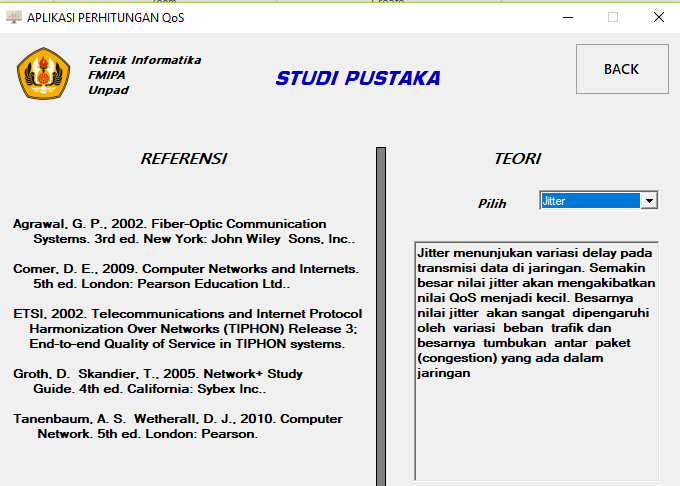 APLIKASI PERHITUNGAN QoS
Teknik Informatika
FMIPA
Unpad
STUDI PUSTAKA
BACK
REFERENSI
Agrawal, G. P., 2002. Fiber-Optic Communication
Systems. 3rd ed. New York: John Wiley  Sons, Inc..
Comer, D. E., 2009. Computer Networks and Internets.
5th ed. London: Pearson Education Ltd..
ETSI, 2002. Telecommunications and Internet Protocol
Harmonization Over Networks (TIPHON) Release 3;
End-to-end Quality of Service in TIPHON systems.
Groth, D.  Skandier, T., 2005. Network+ Study
Guide. 4th ed. California: Sybex Inc..
Tanenbaum, A. S.  Wetherall, D. J., 2010. Computer
Network. 5th ed. London: Pearson.
TEORI
Pilih
Jitter
Jitter menunjukan variasi delay pada
transmisi data di jaringan. Semakin
besar nilai jitter akan mengakibatkan
nilai QoS menjadi kecil. Besarnya
nilai jitter  akan sangat  dipengaruhi
oleh  variasi  beban  trafik dan
besarnya  tumbukan  antar  paket
(congestion) yang ada dalam
jaringan